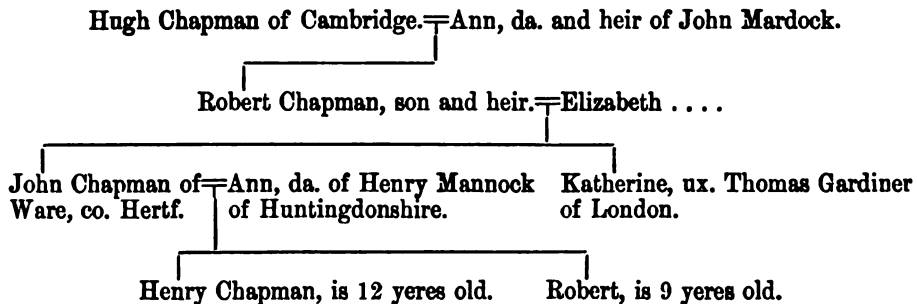 Hugh Chapman of Cambridge.=Ann, da. and heir of John Mardock.
Robert Chapman, son and heir.=Elizabeth . . . .
John Chapman of=Ann, da. of Henry Mannock Katherine, ux. Thomas Gardiner
Ware, co. Hertf. of Huntingdonshire. of London.
Henry Chapman, is 12 yeres old. Robert, is 9 yeres old.